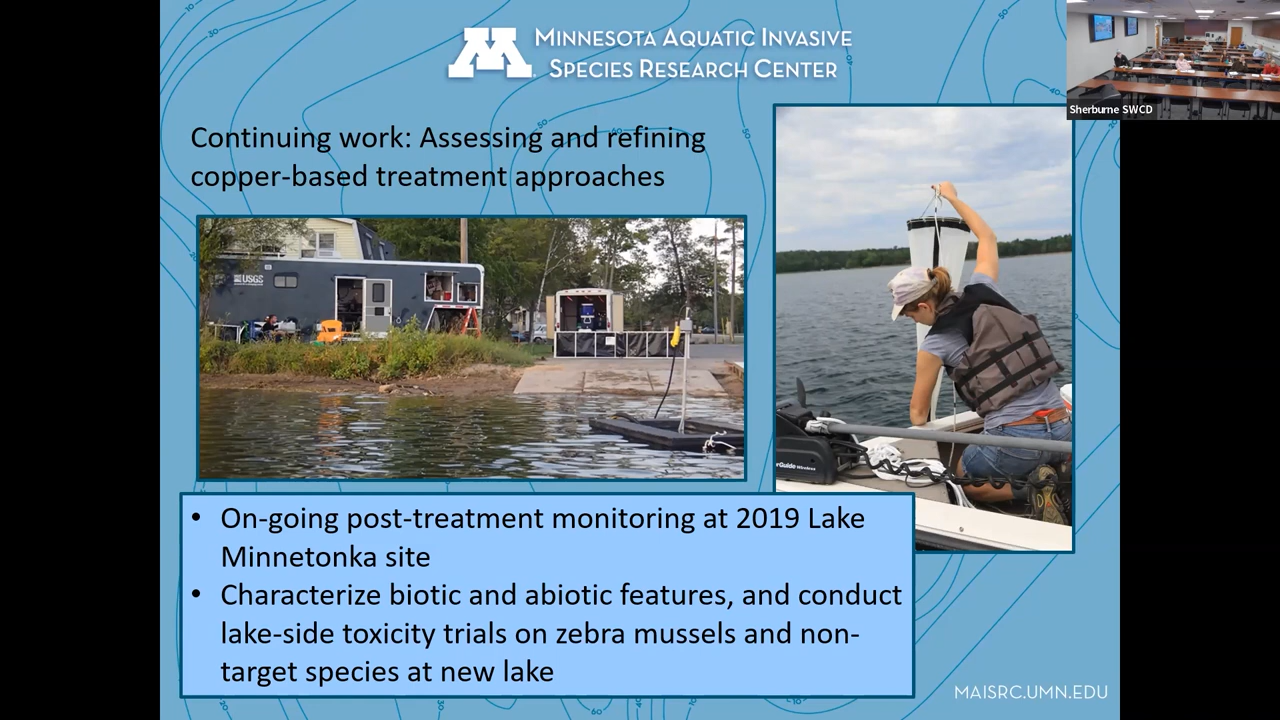 MINNESOTA AQUATIC INVASIVE
SPECIES RESEARCH CENTER
Sherburne SWCD
Continuing work: Assessing and refining
copper-based treatment approaches
USGS
• On-going post-treatment monitoring at 2019 Lake
Minnetonka site
• Characterize biotic and abiotic features, and conduct
lake-side toxicity trials on zebra mussels and non-
target species at new lake
MAISRC.UMN.EDU